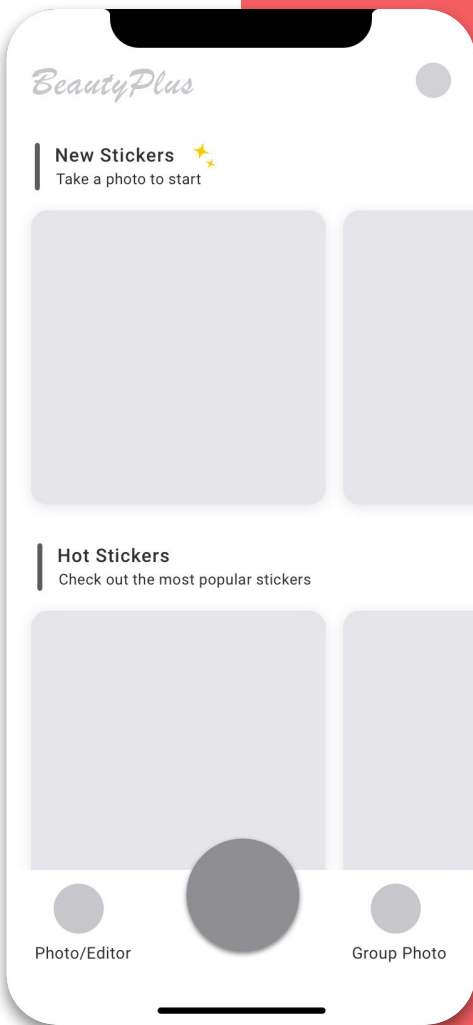 BeautyPlus
New Stickers
Take a photo to start
Hot Stickers
Check out the most popular stickers
Photo/Editor
Group Photo